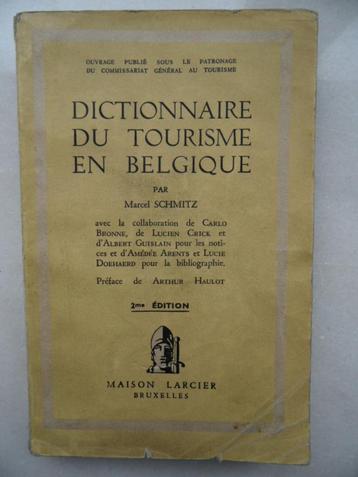 OUVRAGE PUBLIÉ SOUS LE PATRONAGE
DU COMMISSARIAT GÉNÉRAL AU TOURISME
DICTIONNAIRE
DU TOURISME
EN BELGIQUE
PAR
Marcel SCHMITZ
avec la collaboration de CARLO
BRONNE, de LUCIEN CRICK et
d'ALBERT GUISLAIN pour les noti-
ces et d'AMÉDÉE ARENTS et LUCIE
DOEHAERD pour la bibliographie.
Préface de ARTHUR HAULOT
2me ÉDITION
MAISON LARCIER
BRUXELLES